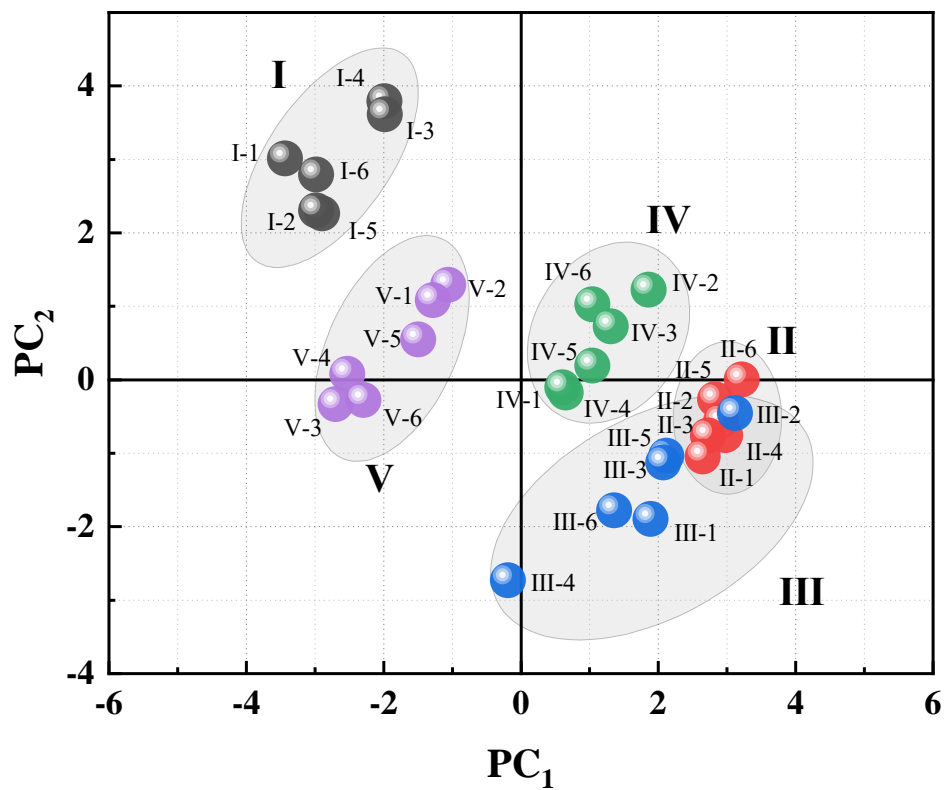 I
I-4
4
I-3
I-1
I-6
I-2
I-5
2
IV
IV-6
IV-2
V-2
V-1
IV-3
V-5
II
II-6
V-4
IV-5
II-5
0
IV-1
II-2
III-2
V-3
V-6
IV-4
II-3
III-5
II-4
V
III-3
II-1
-2
III-6
III-1
III-4
III
-4
-6
-4
-2
0
2
4
6
PC2
PC1